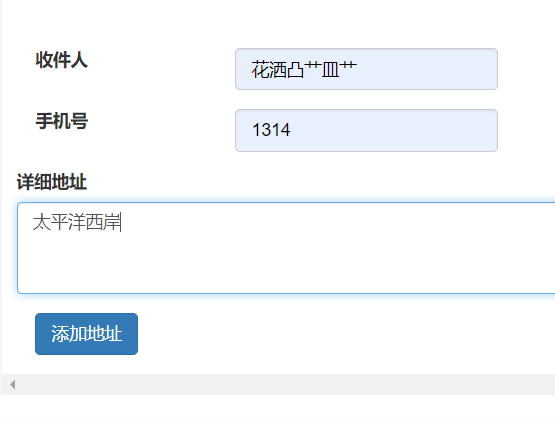 收件人
花洒凸艹皿艹
手机号
1314
详细地址
太平洋西岸
添加地址